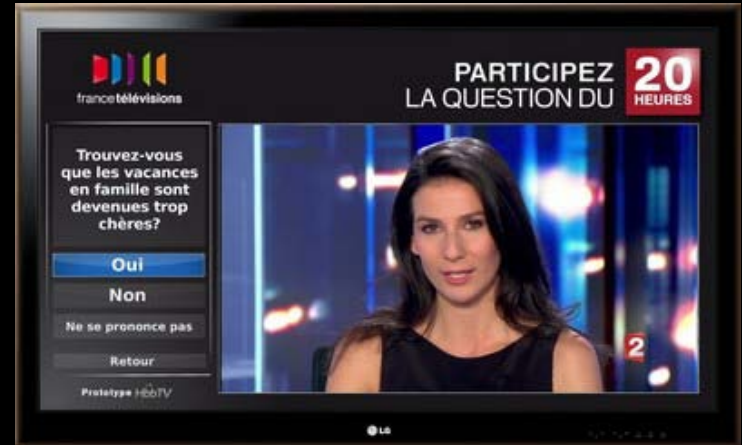 francetélévisions
PARTICIPEZ
LA QUESTION DU
20
HEURES
Trouvez-vous
que les vacances
en famille sont
devenues trop
chères?
Oui
Non
Ne se prononce pas
Retour
Prototype HbbTV
2
LG